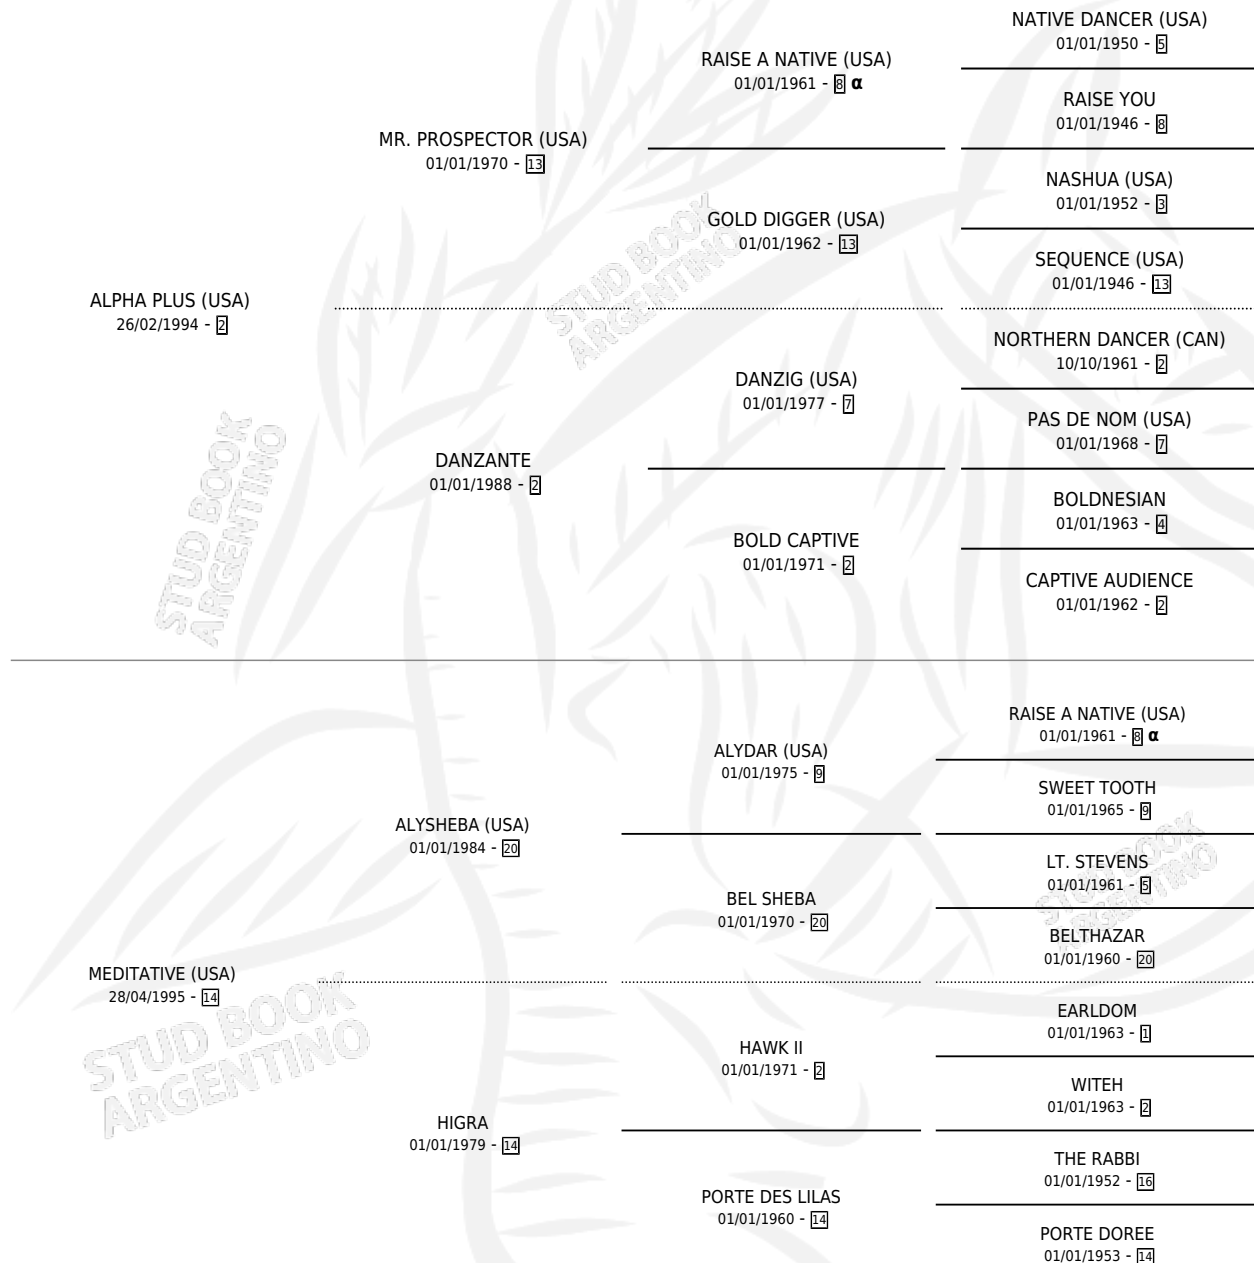 NATIVE DANCER (USA)
01/01/1950 - 5
RAISE A NATIVE (USA)
01/01/1961 - 8 α
RAISE YOU
01/01/1946 - 8
MR. PROSPECTOR (USA)
01/01/1970 - 13
NASHUA (USA)
01/01/1952 - 3
GOLD DIGGER (USA)
01/01/1962 - 13
SEQUENCE (USA)
01/01/1946 - 13
STUD BOOK
ARGENTINO
ALPHA PLUS (USA)
26/02/1994 - 2
NORTHERN DANCER (CAN)
10/10/1961 - 2
DANZIG (USA)
01/01/1977 - 7
PAS DE NOM (USA)
01/01/1968 - 7
DANZANTE
01/01/1988 - 2
BOLDNESIAN
01/01/1963 - 4
BOLD CAPTIVE
01/01/1971 - 2
CAPTIVE AUDIENCE
01/01/1962 - 2
STUD BOOK
ARGENTINO
RAISE A NATIVE (USA)
01/01/1961 - 8 α
ALYDAR (USA)
01/01/1975 - 9
SWEET TOOTH
01/01/1965 - 9
ALYSHEBA (USA)
01/01/1984 - 20
LT. STEVENS
01/01/1961 - 5
BEL SHEBA
01/01/1970 - 20
BELTHAZAR
01/01/1960 - 20
STUD BOOK
ARGENTINO
MEDITATIVE (USA)
28/04/1995 - 14
STUD BOOK
ARGENTINO
EARLDOM
01/01/1963 - 1
HAWK II
01/01/1971 - 2
WITEH
01/01/1963 - 2
HIGRA
01/01/1979 - 14
THE RABBI
01/01/1952 - 16
PORTE DES LILAS
01/01/1960 - 14
PORTE DOREE
01/01/1953 - 14